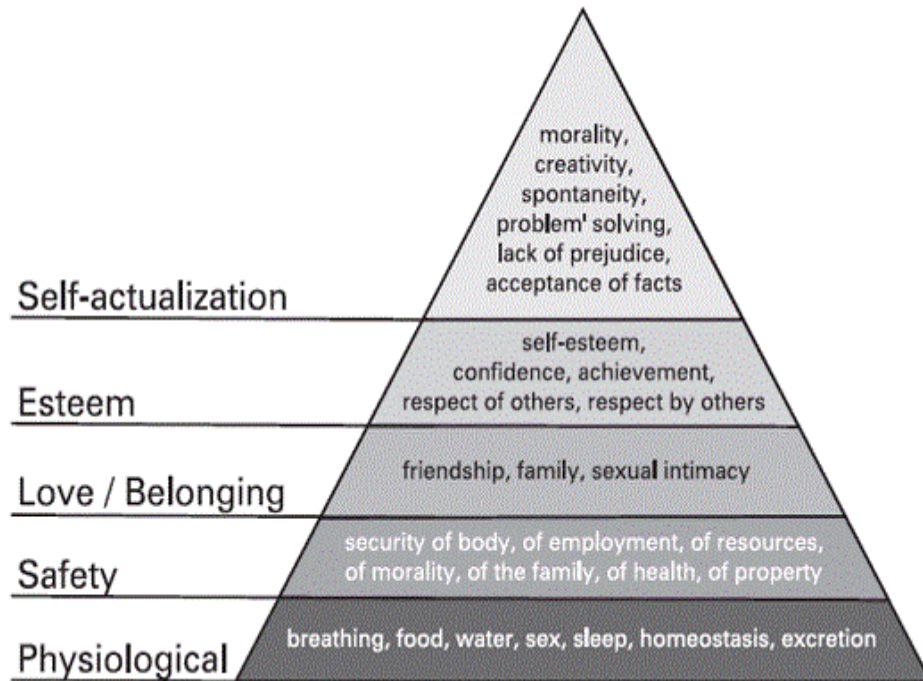 morality,
creativity,
spontaneity,
problem' solving,
lack of prejudice,
acceptance of facts
Self-actualization
self-esteem,
confidence, achievement,
respect of others, respect by others
Esteem
friendship, family, sexual intimacy
Love / Belonging
security of body, of employment, of resources,
of morality, of the family, of health, of property
Safety
breathing, food, water, sex, sleep, homeostasis, excretion
Physiological